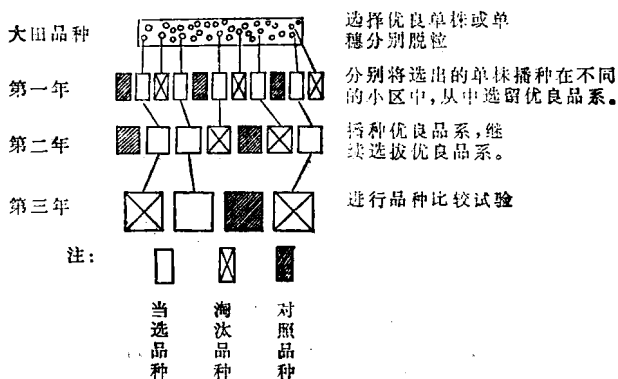 大田品种
选择优良单株或单
穗分别脱粒
第一年
分别将选出的单株播种在不同
的小区中,从中选留优良品系。
第二年
播种优良品系,继
续选拔优良品系。
第三年
进行品种比较试验
注:
当选品种
淘汰品种
对照品种